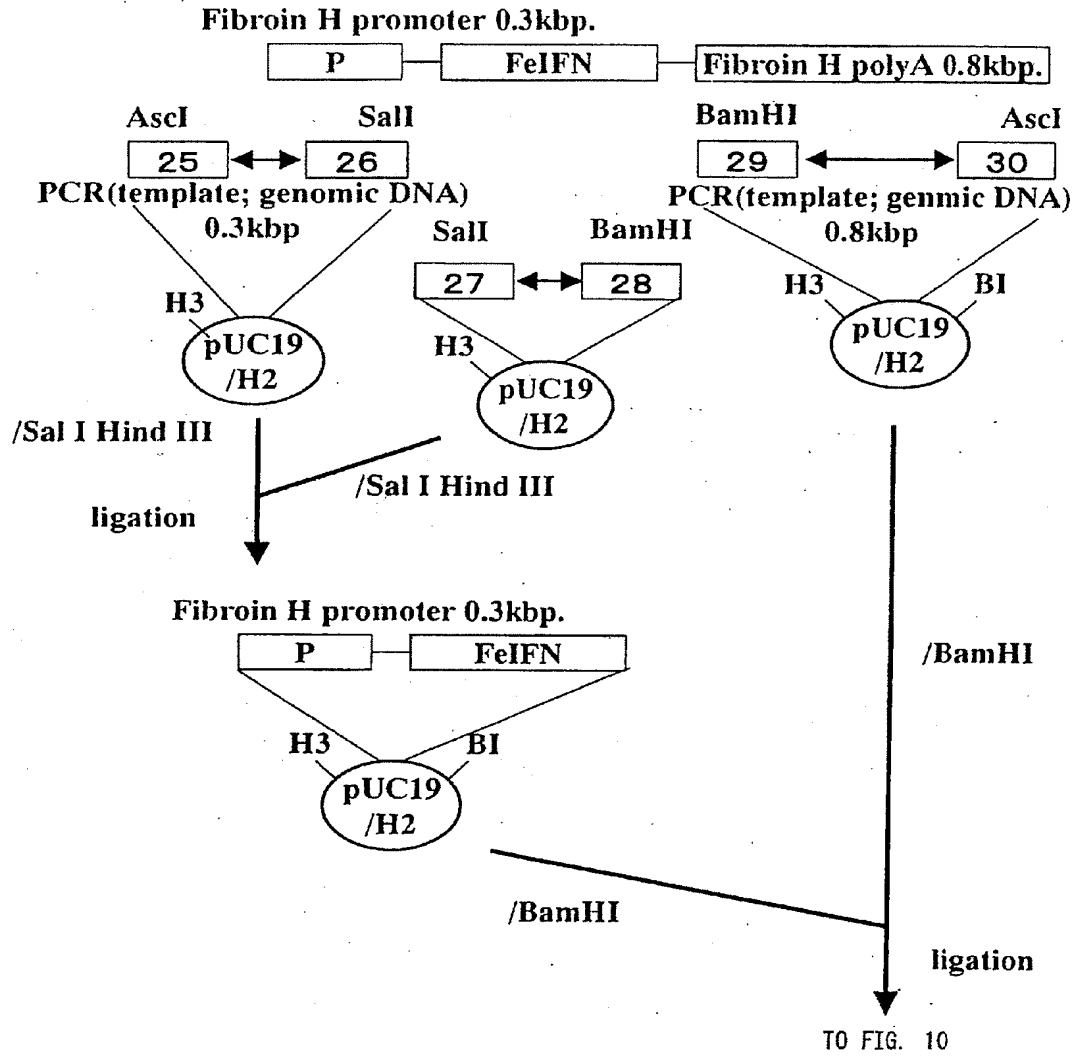 Fibroin H promoter 0.3kbp.
P FeIFN Fibroin H polyA 0.8kbp.
AscI SalI BamHI AscI
25 26 29 30
PCR(template; genomic DNA) PCR(template; genmic DNA)
0.3kbp 0.8kbp
SalI BamHI
27 28
H3 H3 BI
pUC19 pUC19
/H2 /H2
H3
pUC19
/H2
/Sal I Hind III
/Sal I Hind III
ligation
Fibroin H promoter 0.3kbp.
P FeIFN
/BamHI
H3 BI
pUC19
/H2
/BamHI
ligation
TO FIG. 10